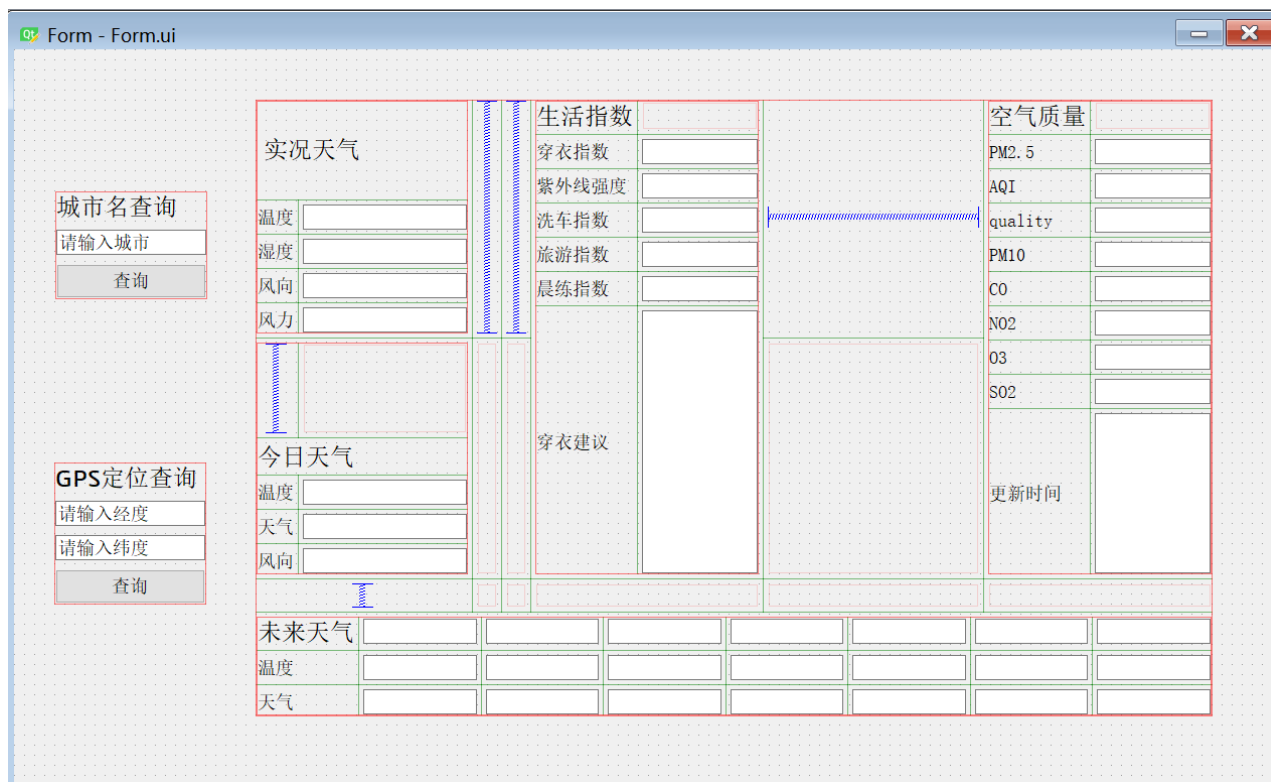 Form - Form.ui
城市名查询
请输入城市
查询
GPS定位查询
请输入经度
请输入纬度
查询
实况天气
温度
湿度
风向
风力
今日天气
温度
天气
风向
生活指数
穿衣指数
紫外线强度
洗车指数
旅游指数
晨练指数
穿衣建议
空气质量
PM2.5
AQI
quality
PM10
CO
NO2
O3
SO2
更新时间
未来天气
温度
天气